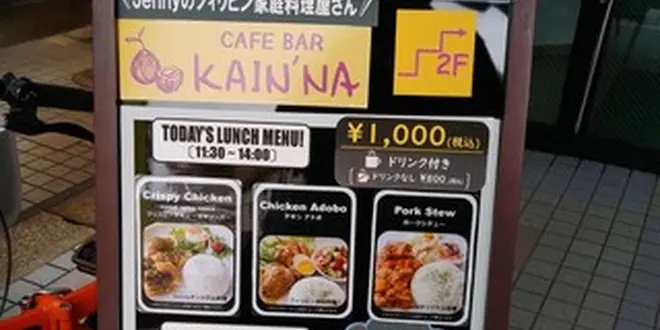 Jennyのフィリピン家庭料理屋さん
CAFE BAR
KAIN'NA
2F
TODAY'S LUNCH MENU!
(11:30~14:00)
¥1,000(税込)
ドリンク付き
ドリンクなし ¥800(税込)
Crispy Chicken
Chicken Adobo
チキン アドボ
Pork Stew
ポークシチュー